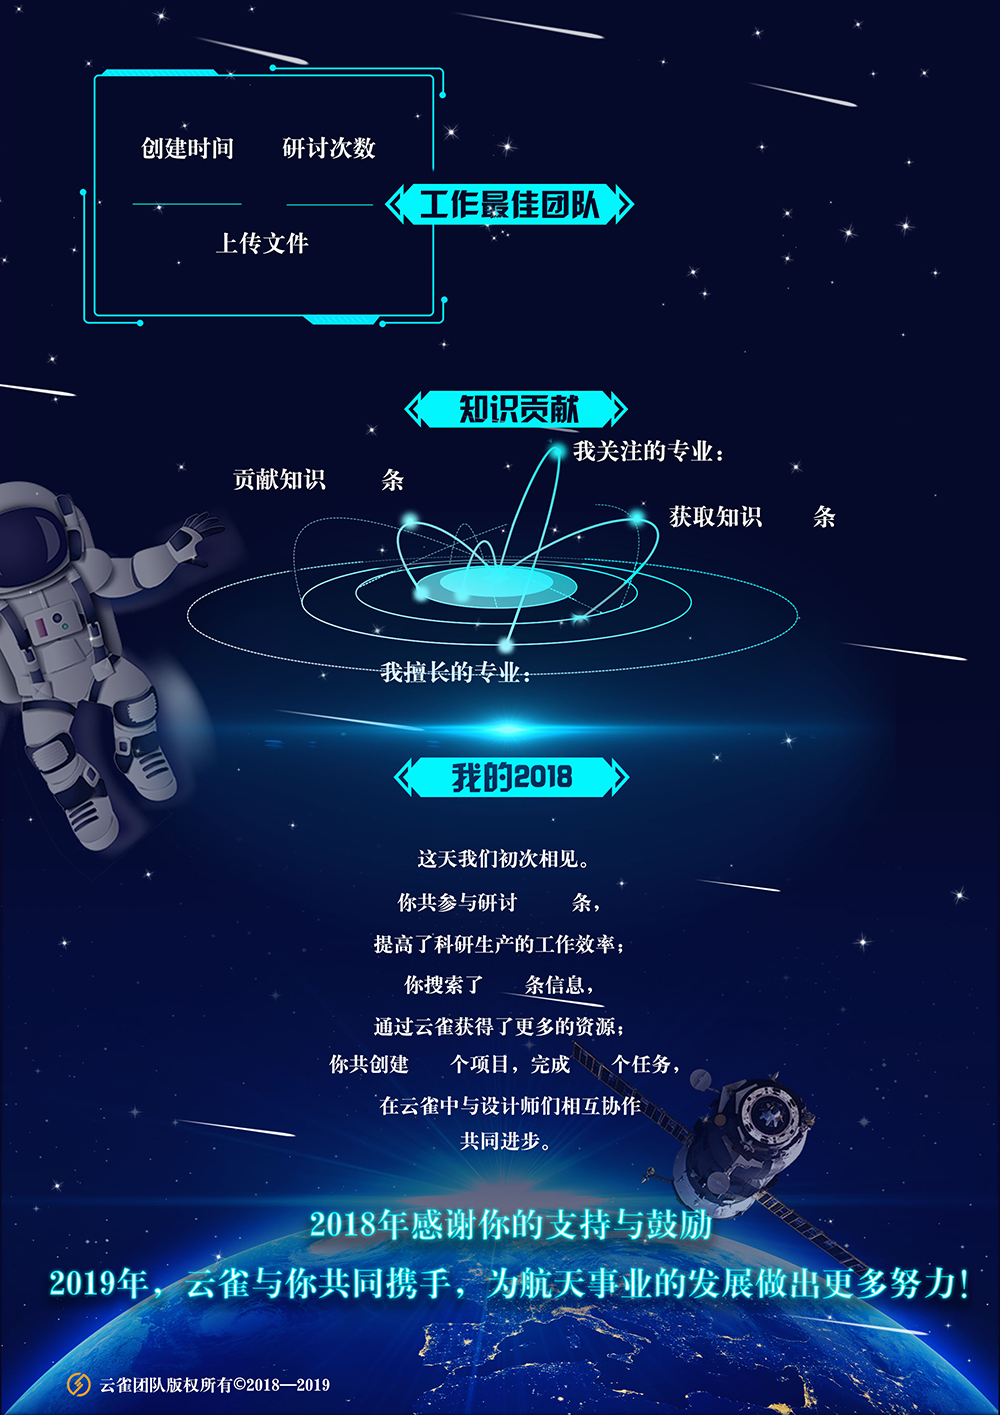 创建时间 研讨次数
工作最佳团队
上传文件
知识贡献
我关注的专业：
贡献知识 条
获取知识 条
我擅长的专业：
我的2018
这天我们初次相见。
你共参与研讨 条，
提高了科研生产的工作效率；
你搜索了 条信息，
通过云雀获得了更多的资源；
你共创建 个项目，完成 个任务，
在云雀中与设计师们相互协作
共同进步。
2018年感谢你的支持与鼓励
2019年，云雀与你共同携手，为航天事业的发展做出更多努力！
云雀团队版权所有©2018—2019